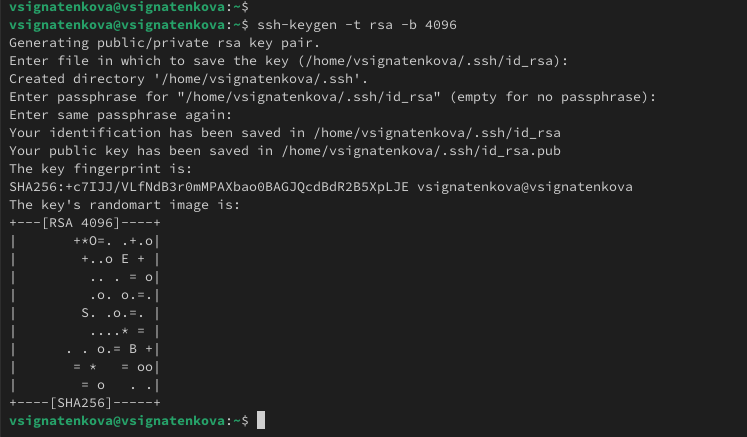 vsignatenkova@vsignatenkova:~$
vsignatenkova@vsignatenkova:~$ ssh-keygen -t rsa -b 4096
Generating public/private rsa key pair.
Enter file in which to save the key (/home/vsignatenkova/.ssh/id_rsa):
Created directory '/home/vsignatenkova/.ssh'.
Enter passphrase for "/home/vsignatenkova/.ssh/id_rsa" (empty for no passphrase):
Enter same passphrase again:
Your identification has been saved in /home/vsignatenkova/.ssh/id_rsa
Your public key has been saved in /home/vsignatenkova/.ssh/id_rsa.pub
The key fingerprint is:
SHA256:+c7IJJ/VLfNdB3r0mMPAXbao0BAGJQcdBdR2B5XpLJE vsignatenkova@vsignatenkova
The key's randomart image is:
+---[RSA 4096]----+
|       +*O=. .+.o|
|        +..o E + |
|         .. . = o|
|         .o. o.=.|
|        S. .o.=. |
|         ....* = |
|      . . o.= B +|
|       = *   = oo|
|        = o   . .|
+----[SHA256]-----+
vsignatenkova@vsignatenkova:~$